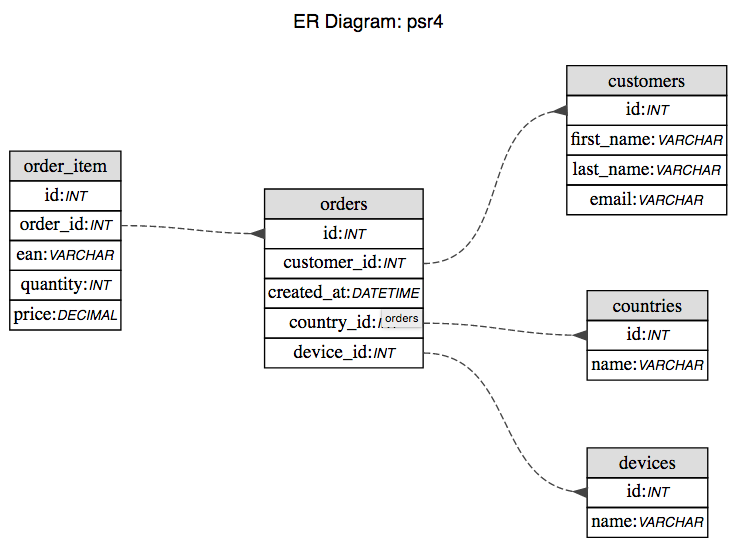 ER Diagram: psr4
order_item
id:INT
order_id:INT
ean:VARCHAR
quantity:INT
price:DECIMAL
orders
id:INT
customer_id:INT
created_at:DATETIME
country_id:
orders
device_id:INT
customers
id:INT
first_name:VARCHAR
last_name:VARCHAR
email:VARCHAR
countries
id:INT
name:VARCHAR
devices
id:INT
name:VARCHAR